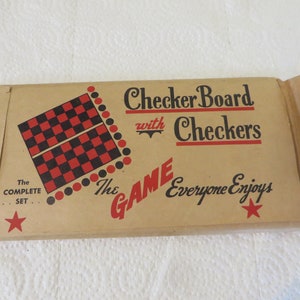 Checker Board
with Checkers
The
COMPLETE
. . SET . .
The GAME Everyone Enjoys